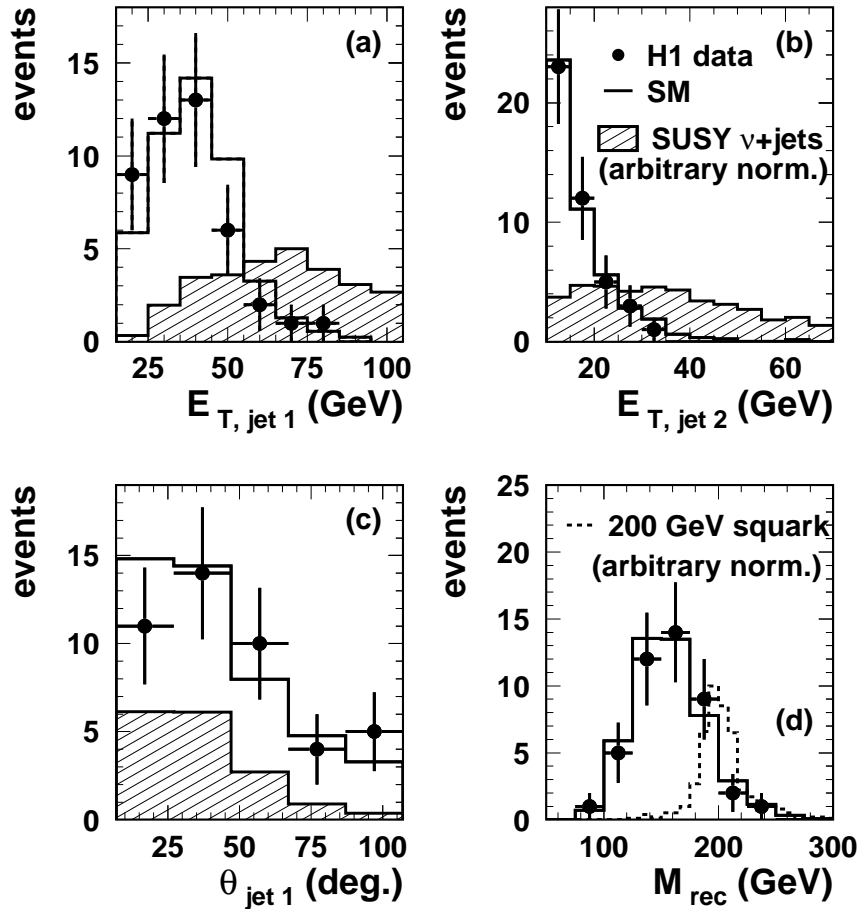 events
(a)
15
10
5
0
25 50 75 100
E T, jet 1 (GeV)
events
(b)
H1 data
SM
SUSY ν+jets
(arbitrary norm.)
20
10
0
20 40 60
E T, jet 2 (GeV)
events
(c)
15
10
5
0
25 50 75 100
θ jet 1 (deg.)
events
25
20
15
10
5
0
200 GeV squark
(arbitrary norm.)
(d)
100 200 300
M rec (GeV)